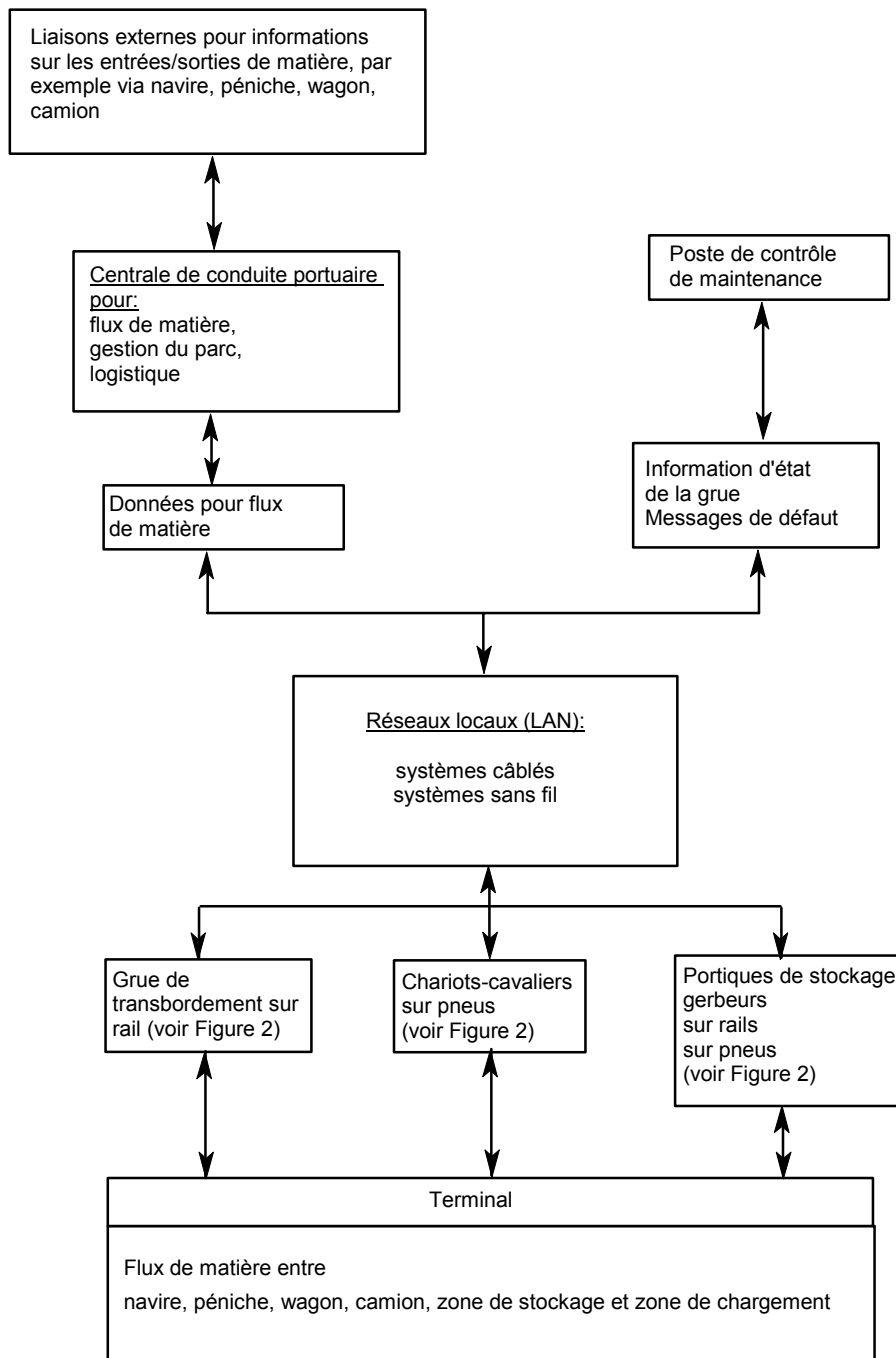 Liaisons externes pour informations
sur les entrées/sorties de matière, par
exemple via navire, péniche, wagon,
camion
Centrale de conduite portuaire
pour:
flux de matière,
gestion du parc,
logistique
Poste de contrôle
de maintenance
Données pour flux
de matière
Information d'état
de la grue
Messages de défaut
Réseaux locaux (LAN):
systèmes câblés
systèmes sans fil
Grue de
transbordement sur
rail (voir Figure 2)
Chariots-cavaliers
sur pneus
(voir Figure 2)
Portiques de stockage
gerbeurs
sur rails
sur pneus
(voir Figure 2)
Terminal
Flux de matière entre
navire, péniche, wagon, camion, zone de stockage et zone de chargement